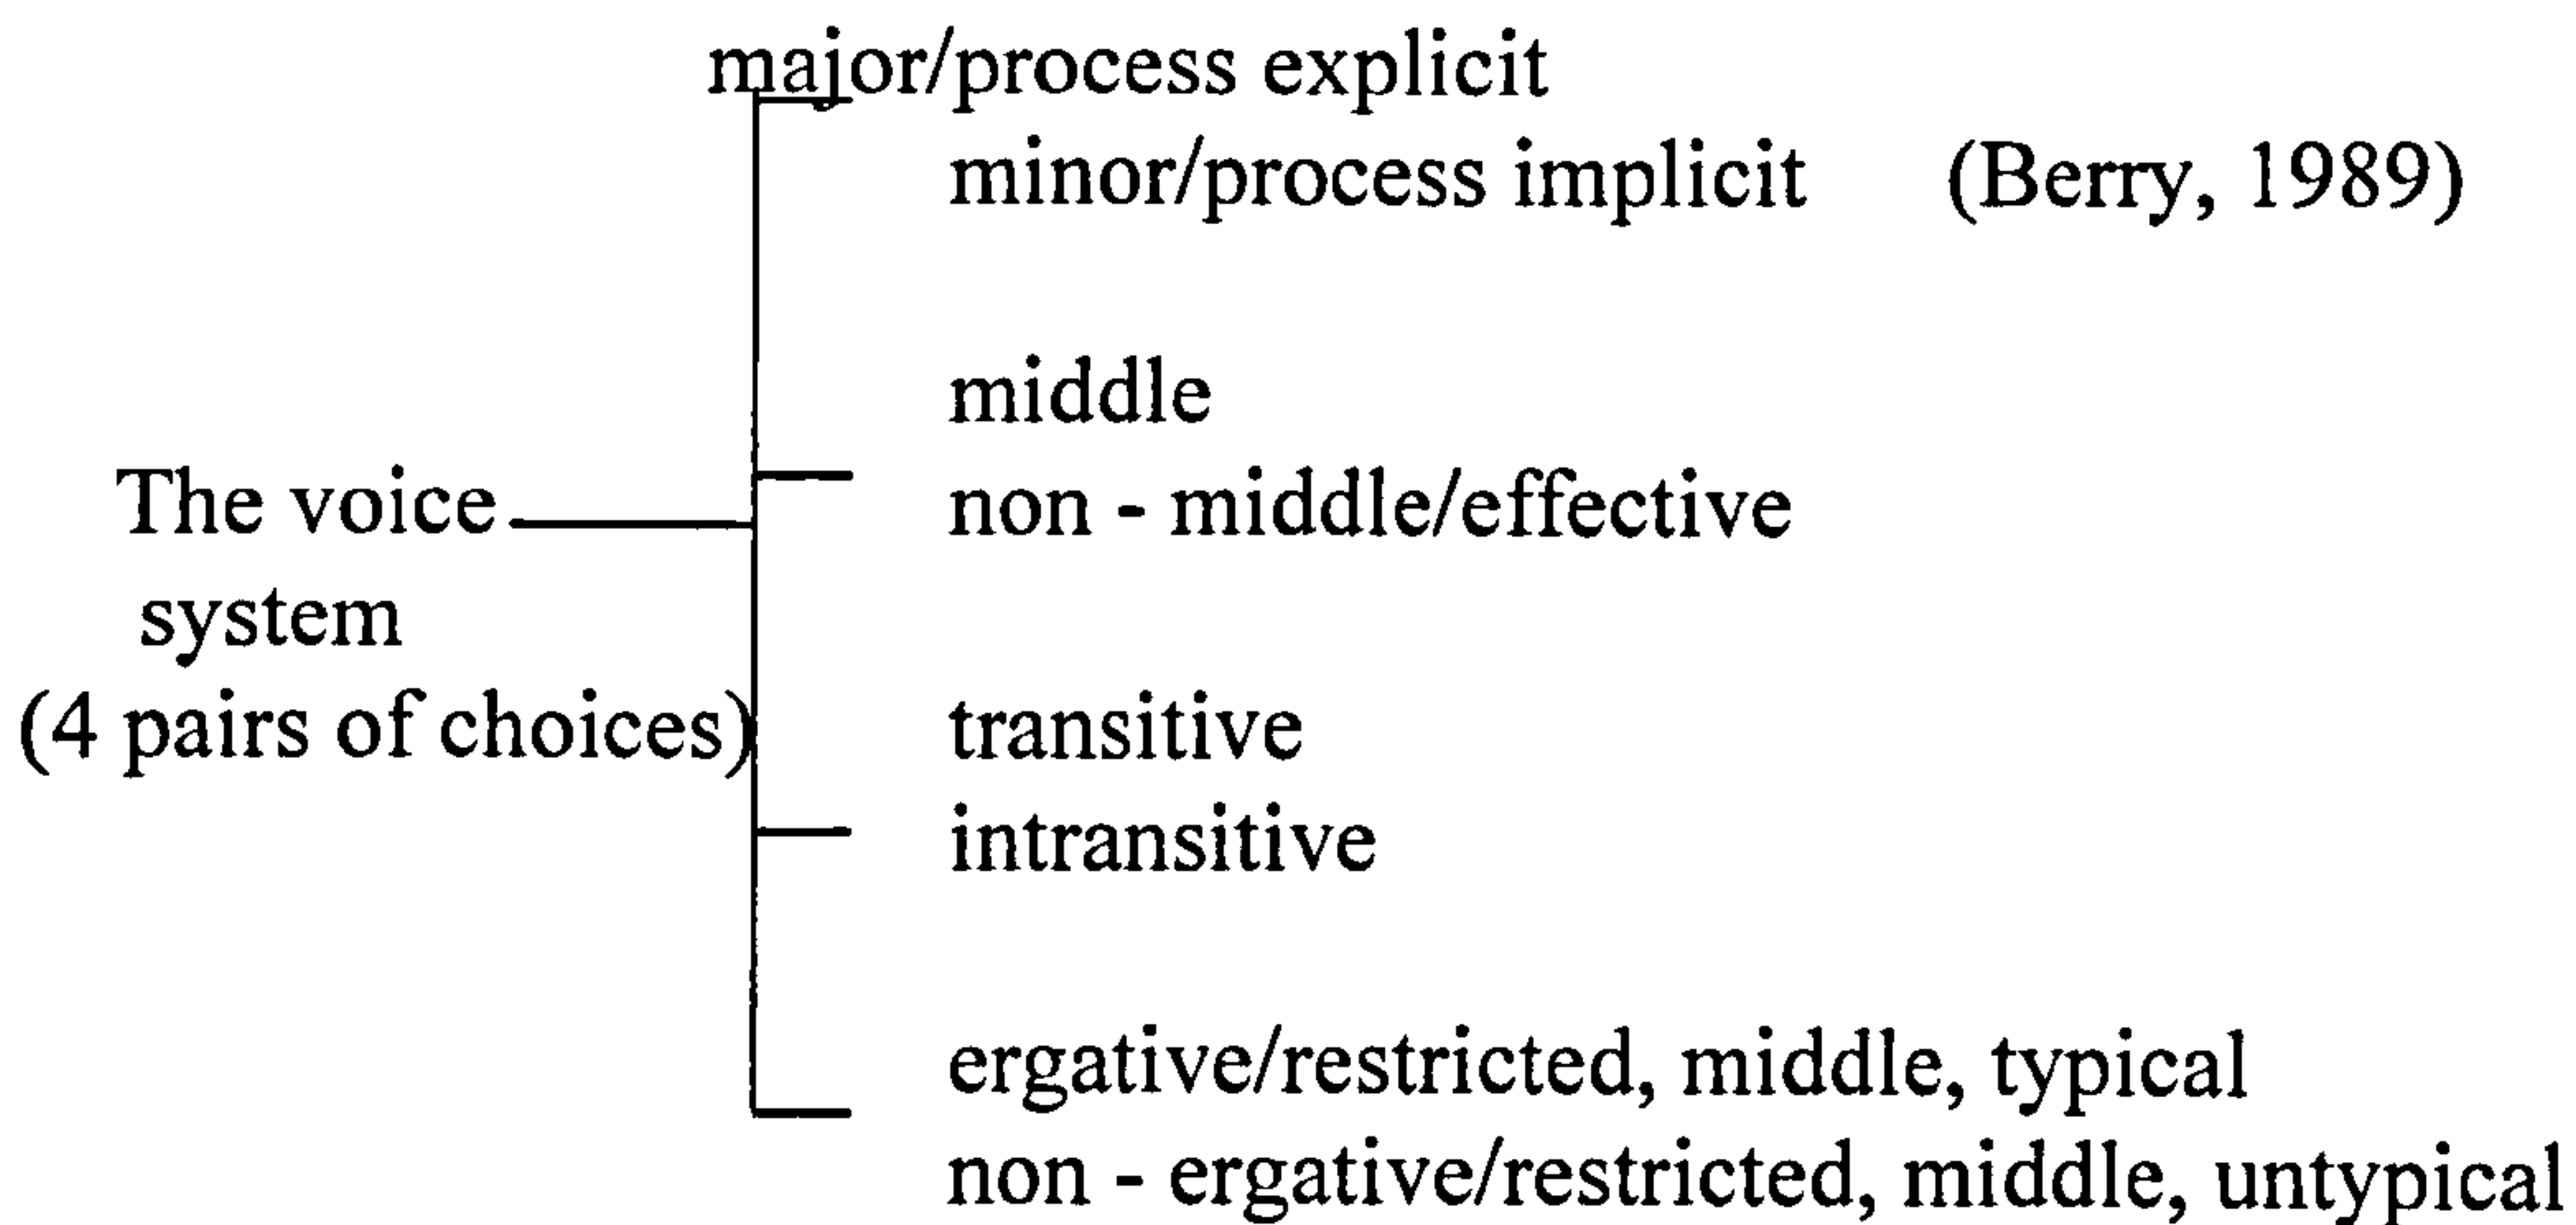 major/process explicit
minor/process implicit (Berry, 1989)
middle
The voice
non - middle/effective
system
(4 pairs of choices)
transitive
intransitive
ergative/restricted, middle, typical
non - ergative/restricted, middle, untypical